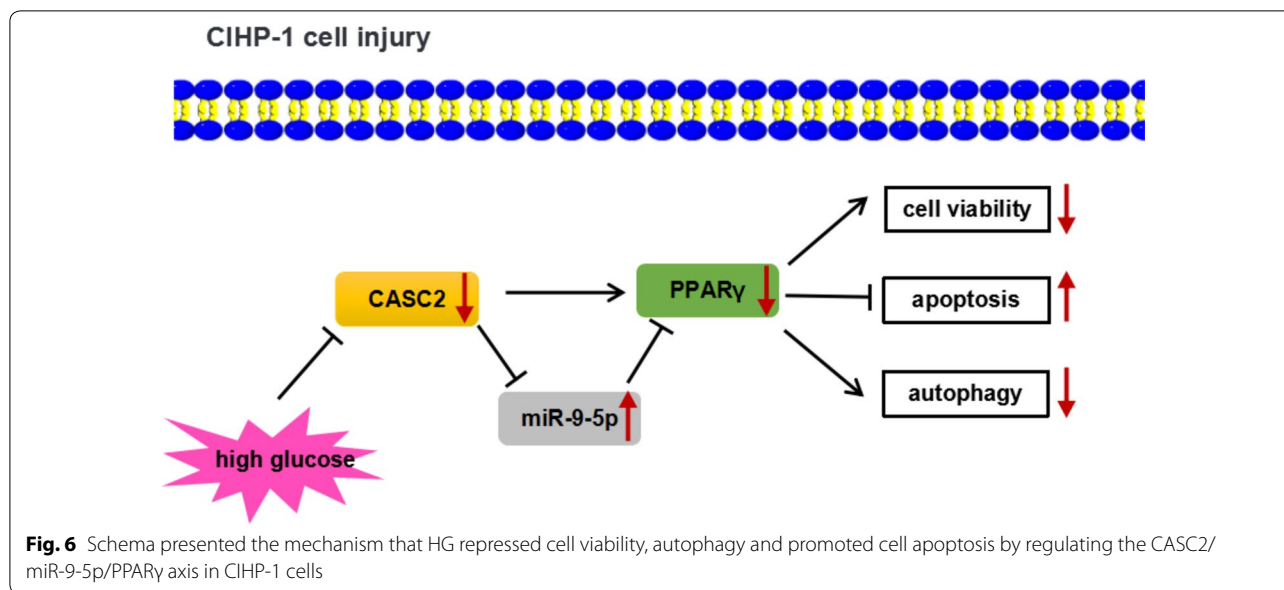 CIHP-1 cell injury
cell viability
CASC2
PPARγ
apoptosis
miR-9-5p
autophagy
high glucose
Fig. 6 Schema presented the mechanism that HG repressed cell viability, autophagy and promoted cell apoptosis by regulating the CASC2/
miR-9-5p/PPARγ axis in CIHP-1 cells